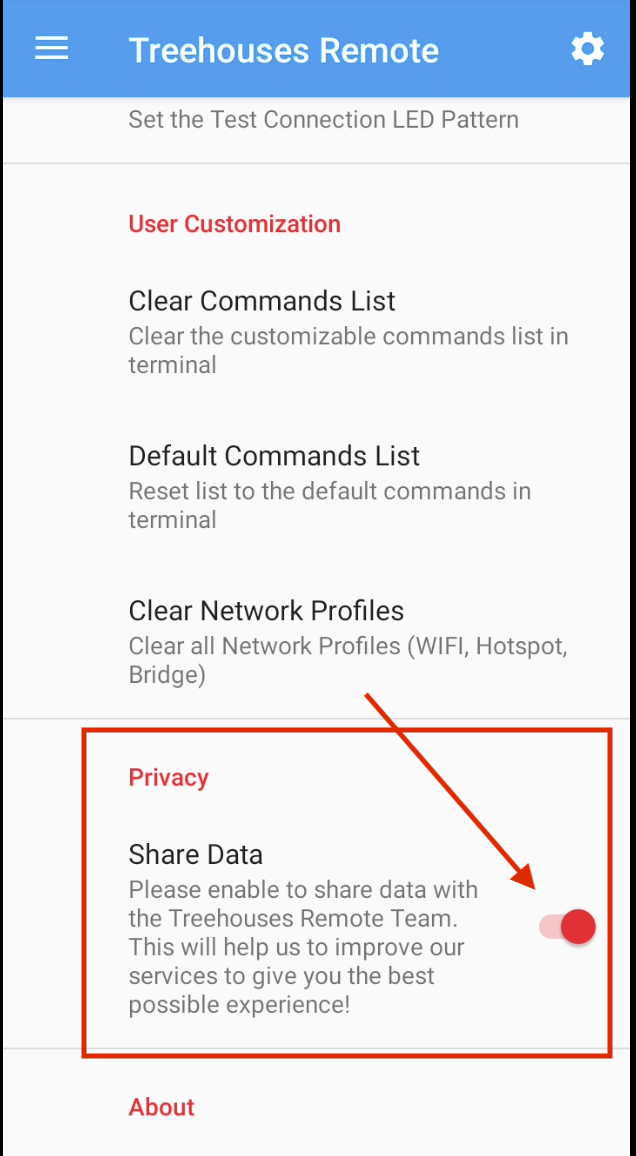 Treehouses Remote
Set the Test Connection LED Pattern
User Customization
Clear Commands List
Clear the customizable commands list in
terminal
Default Commands List
Reset list to the default commands in
terminal
Clear Network Profiles
Clear all Network Profiles (WIFI, Hotspot,
Bridge)
Privacy
Share Data
Please enable to share data with
the Treehouses Remote Team.
This will help us to improve our
services to give you the best
possible experience!
About